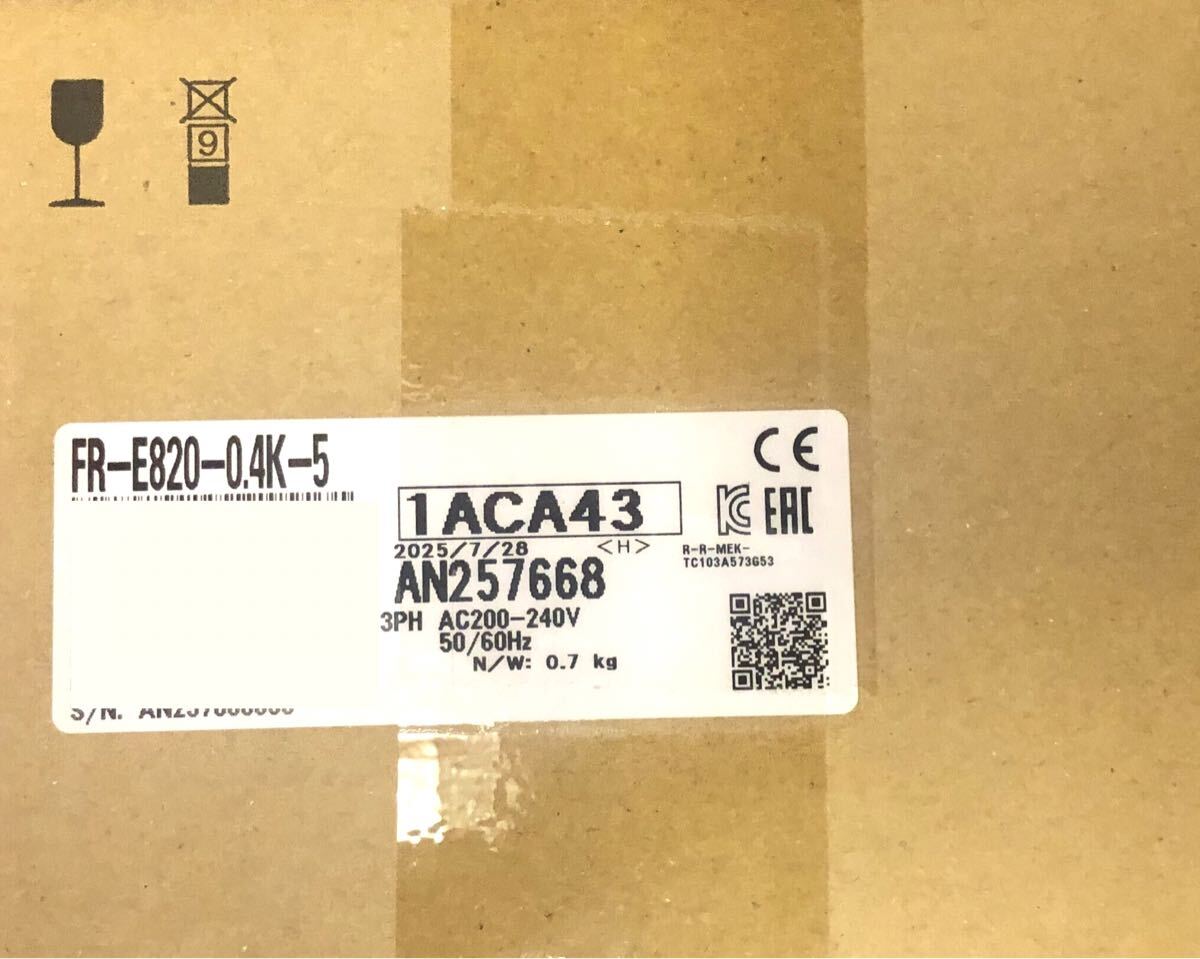 9
FR-E820-0.4K-5
CE
1ACA43
EAC
2025/7/28 <H>
R-R-MEK-
TC103A573G53
AN257668
3PH AC200-240V
50/60Hz
N/W: 0.7 kg
S/N.